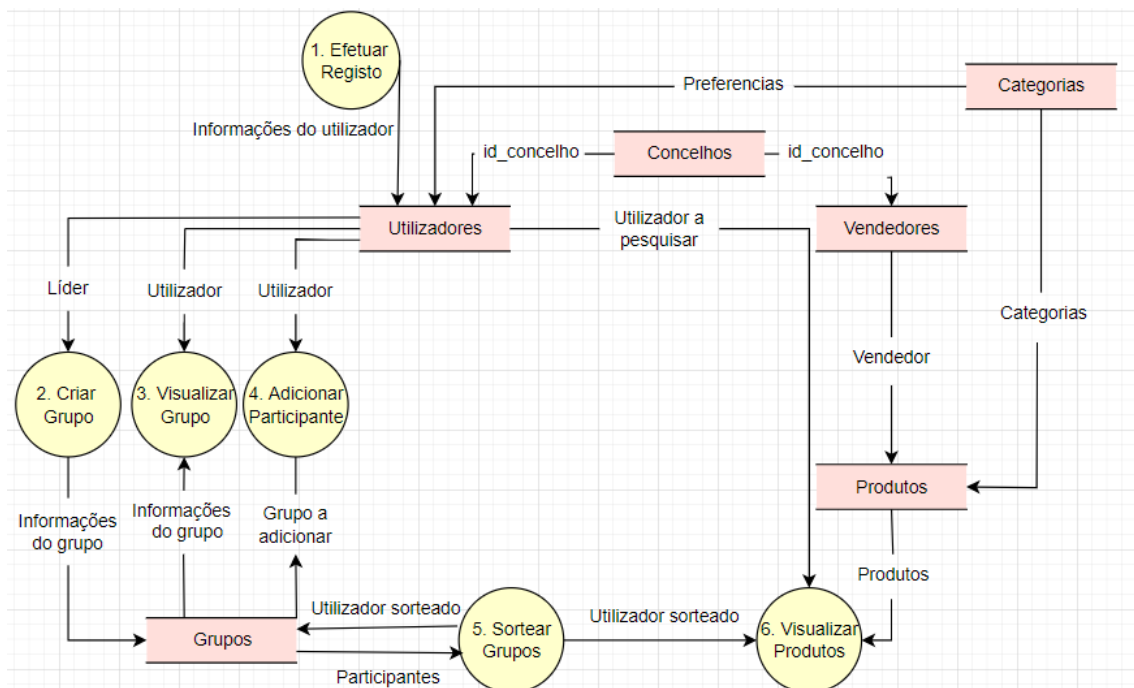 1. Efetuar
Registo
Preferencias
Categorias
Informações do utilizador
id_concelho
Concelhos
id_concelho
Utilizadores
Utilizador a
pesquisar
Vendedores
Líder
Utilizador
Utilizador
Categorias
Vendedor
2. Criar
Grupo
3. Visualizar
Grupo
4. Adicionar
Participante
Produtos
Informações
do grupo
Informações
do grupo
Grupo a
adicionar
Produtos
Utilizador sorteado
Utilizador sorteado
Grupos
5. Sortear
Grupos
6. Visualizar
Produtos
Participantes